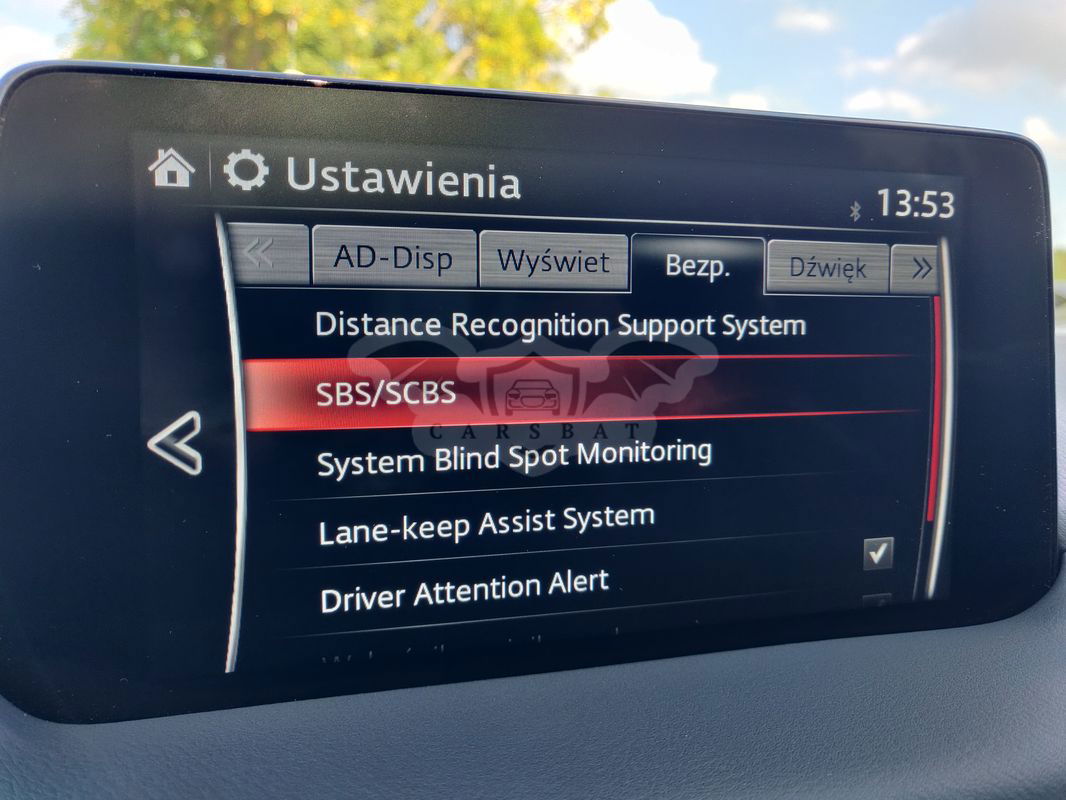 Ustawienia
13:53
AD-Disp Wyświet Bezp. Dźwięk
Distance Recognition Support System
SBS/SCBS
CARSBAT
System Blind Spot Monitoring
Lane-keep Assist System
Driver Attention Alert